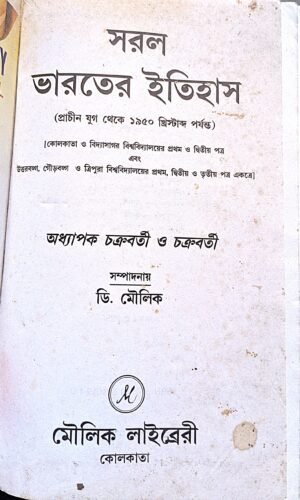 সরল
ভারতের ইতিহাস
(প্রাচীন যুগ থেকে ১৯৫০ খ্রিস্টাব্দ পর্যন্ত)
[কোলকাতা ও বিদ্যাসাগর বিশ্ববিদ্যালয়ের প্রথম ও দ্বিতীয় পত্র
এবং
উত্তরবঙ্গ, গৌড়বঙ্গ ও ত্রিপুরা বিশ্ববিদ্যালয়ের প্রথম, দ্বিতীয় ও তৃতীয় পত্র একত্রে]
অধ্যাপক চক্রবর্তী ও চক্রবর্তী
সম্পাদনায়
ডি. মৌলিক
M
মৌলিক লাইব্রেরী
কোলকাতা